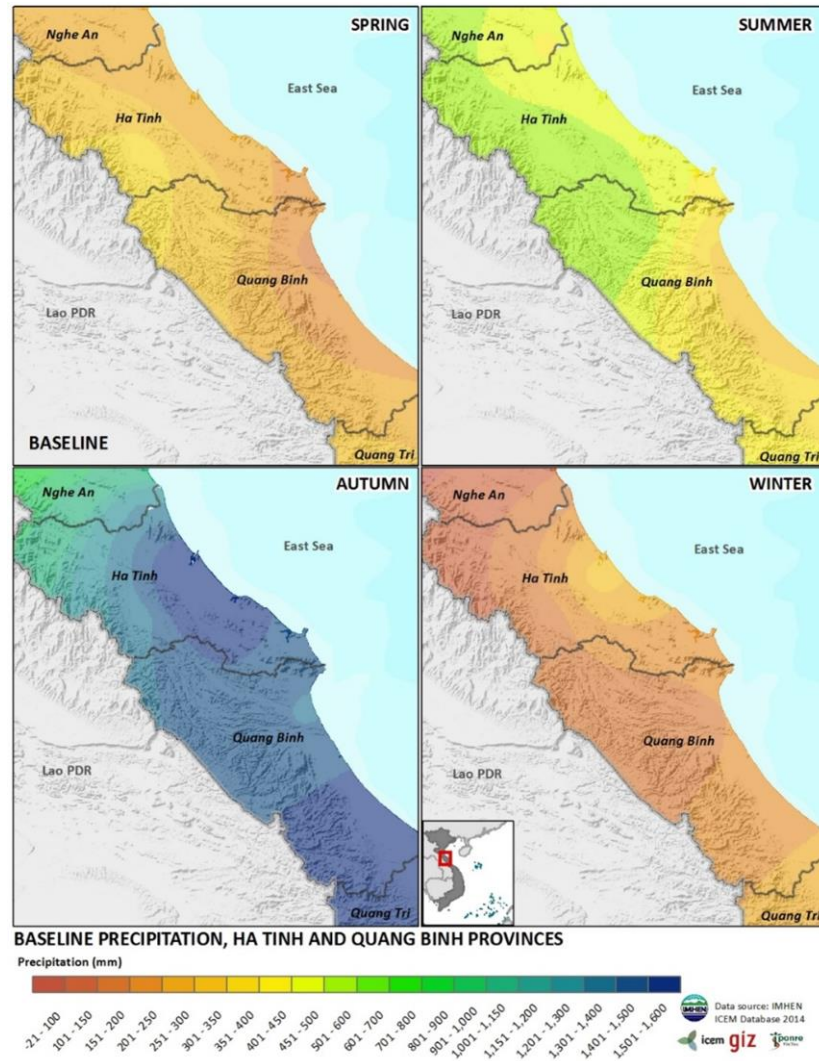 SPRING
Nghe An
East Sea
Ha Tinh
Quang Binh
Lao PDR
BASELINE
Quang Tri
SUMMER
Nghe An
East Sea
Ha Tinh
Quang Binh
Lao PDR
Quang Tri
AUTUMN
Nghe An
East Sea
Ha Tinh
Quang Binh
Lao PDR
Quang Tri
WINTER
Nghe An
East Sea
Ha Tinh
Quang Binh
Lao PDR
Quang Tri
BASELINE PRECIPITATION, HA TINH AND QUANG BINH PROVINCES
Precipitation (mm)
-21 - 100
101 - 150
151 - 200
201 - 250
251 - 300
301 - 350
351 - 400
401 - 450
451 - 500
501 - 600
601 - 700
701 - 800
801 - 900
901 - 1,000
1,001 - 1,150
1,151 - 1,200
1,201 - 1,300
1,301 - 1,400
1401 - 1,500
1,501 - 1,600
IMHEN
Data source: IMHEN
ICEM Database 2014
icem giz ponre